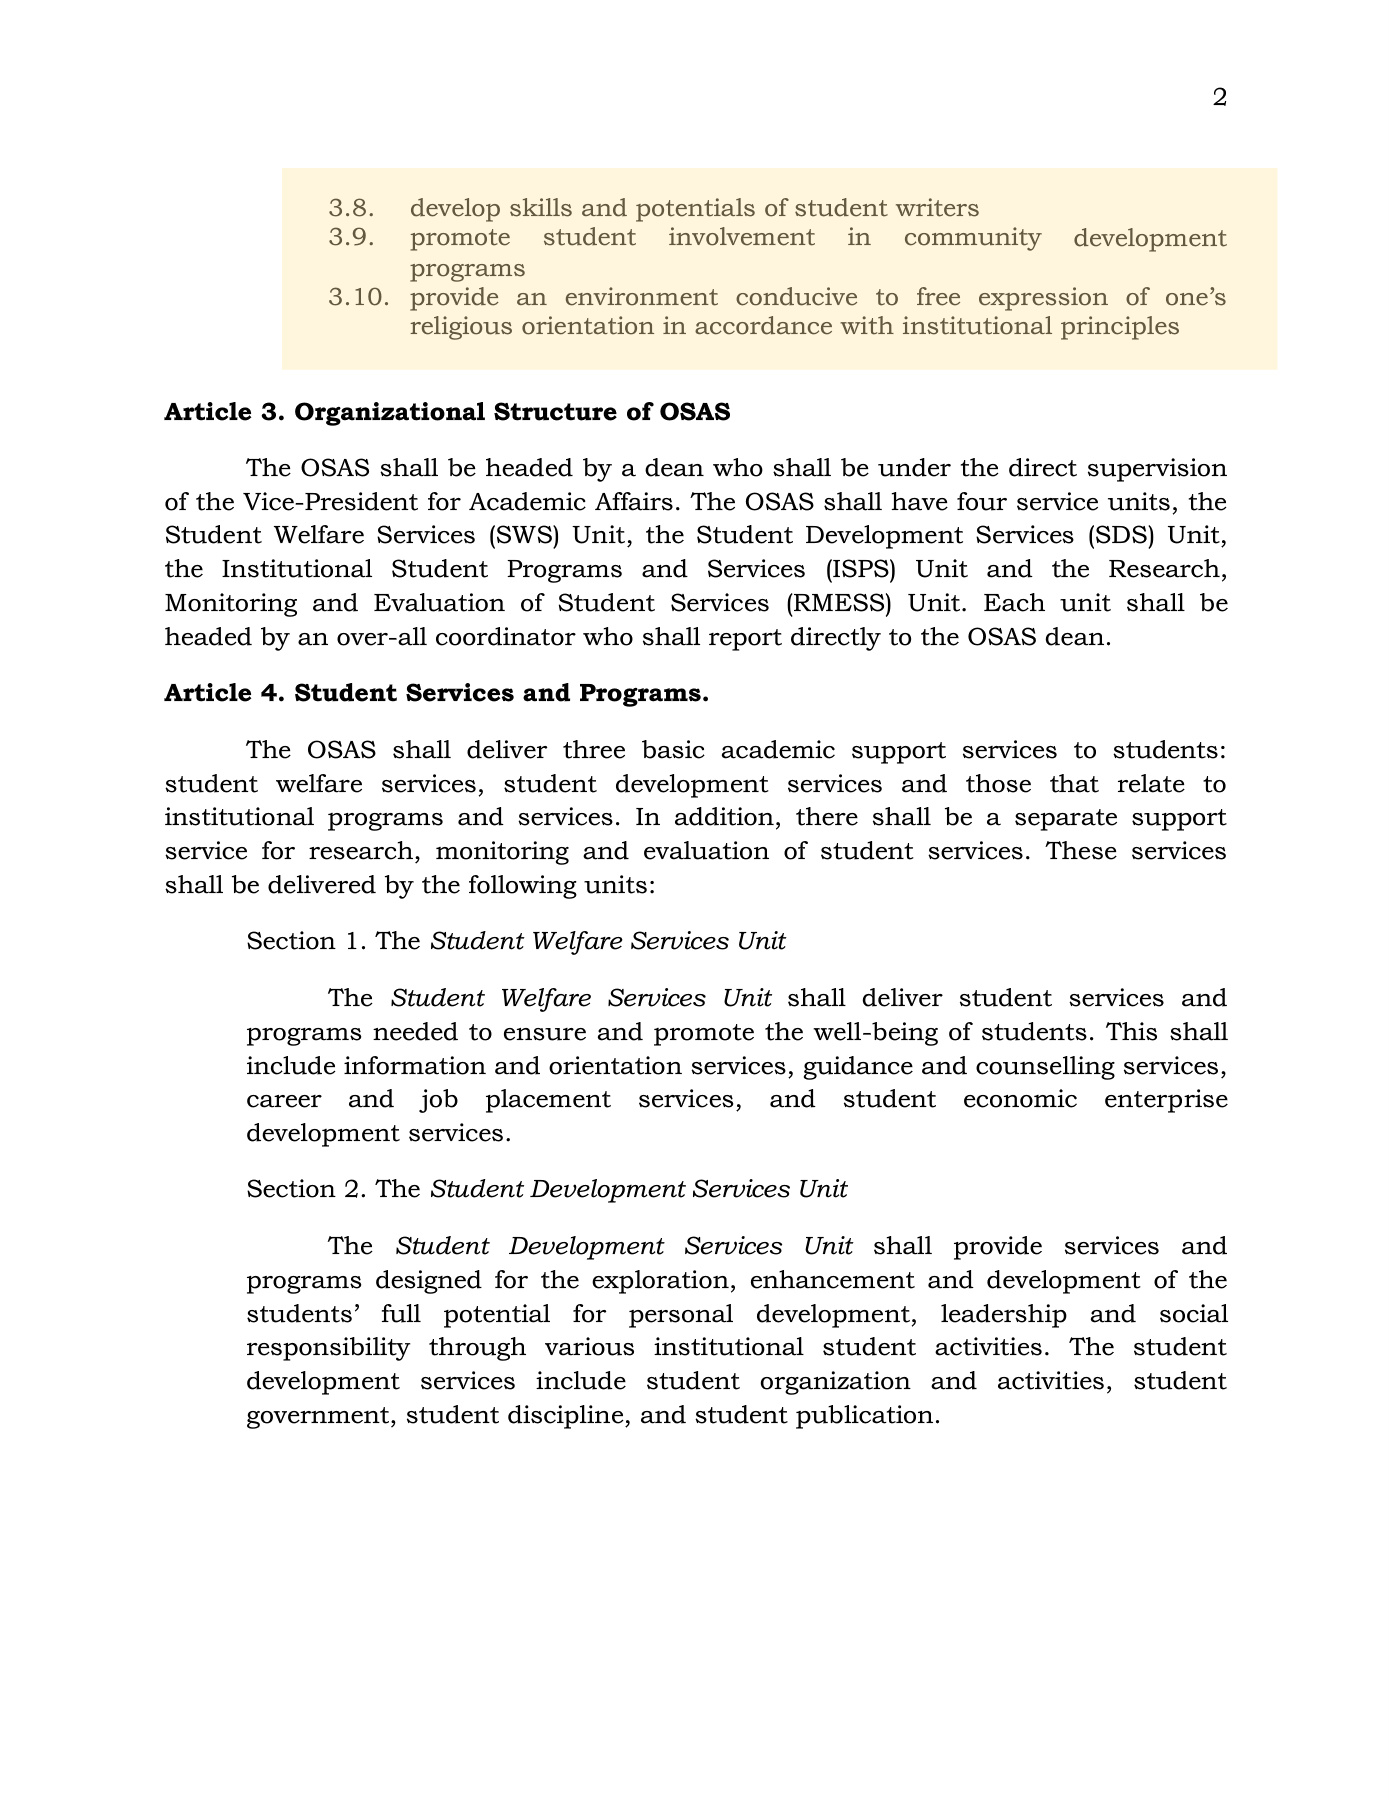 2
3.8. develop skills and potentials of student writers
3.9. promote student involvement in community development
programs
3.10. provide an environment conducive to free expression of one’s
religious orientation in accordance with institutional principles
Article 3. Organizational Structure of OSAS
The OSAS shall be headed by a dean who shall be under the direct supervision
of the Vice-President for Academic Affairs. The OSAS shall have four service units, the
Student Welfare Services (SWS) Unit, the Student Development Services (SDS) Unit,
the Institutional Student Programs and Services (ISPS) Unit and the Research,
Monitoring and Evaluation of Student Services (RMESS) Unit. Each unit shall be
headed by an over-all coordinator who shall report directly to the OSAS dean.
Article 4. Student Services and Programs.
The OSAS shall deliver three basic academic support services to students:
student welfare services, student development services and those that relate to
institutional programs and services. In addition, there shall be a separate support
service for research, monitoring and evaluation of student services. These services
shall be delivered by the following units:
Section 1. The Student Welfare Services Unit
The Student Welfare Services Unit shall deliver student services and
programs needed to ensure and promote the well-being of students. This shall
include information and orientation services, guidance and counselling services,
career and job placement services, and student economic enterprise
development services.
Section 2. The Student Development Services Unit
The Student Development Services Unit shall provide services and
programs designed for the exploration, enhancement and development of the
students’ full potential for personal development, leadership and social
responsibility through various institutional student activities. The student
development services include student organization and activities, student
government, student discipline, and student publication.